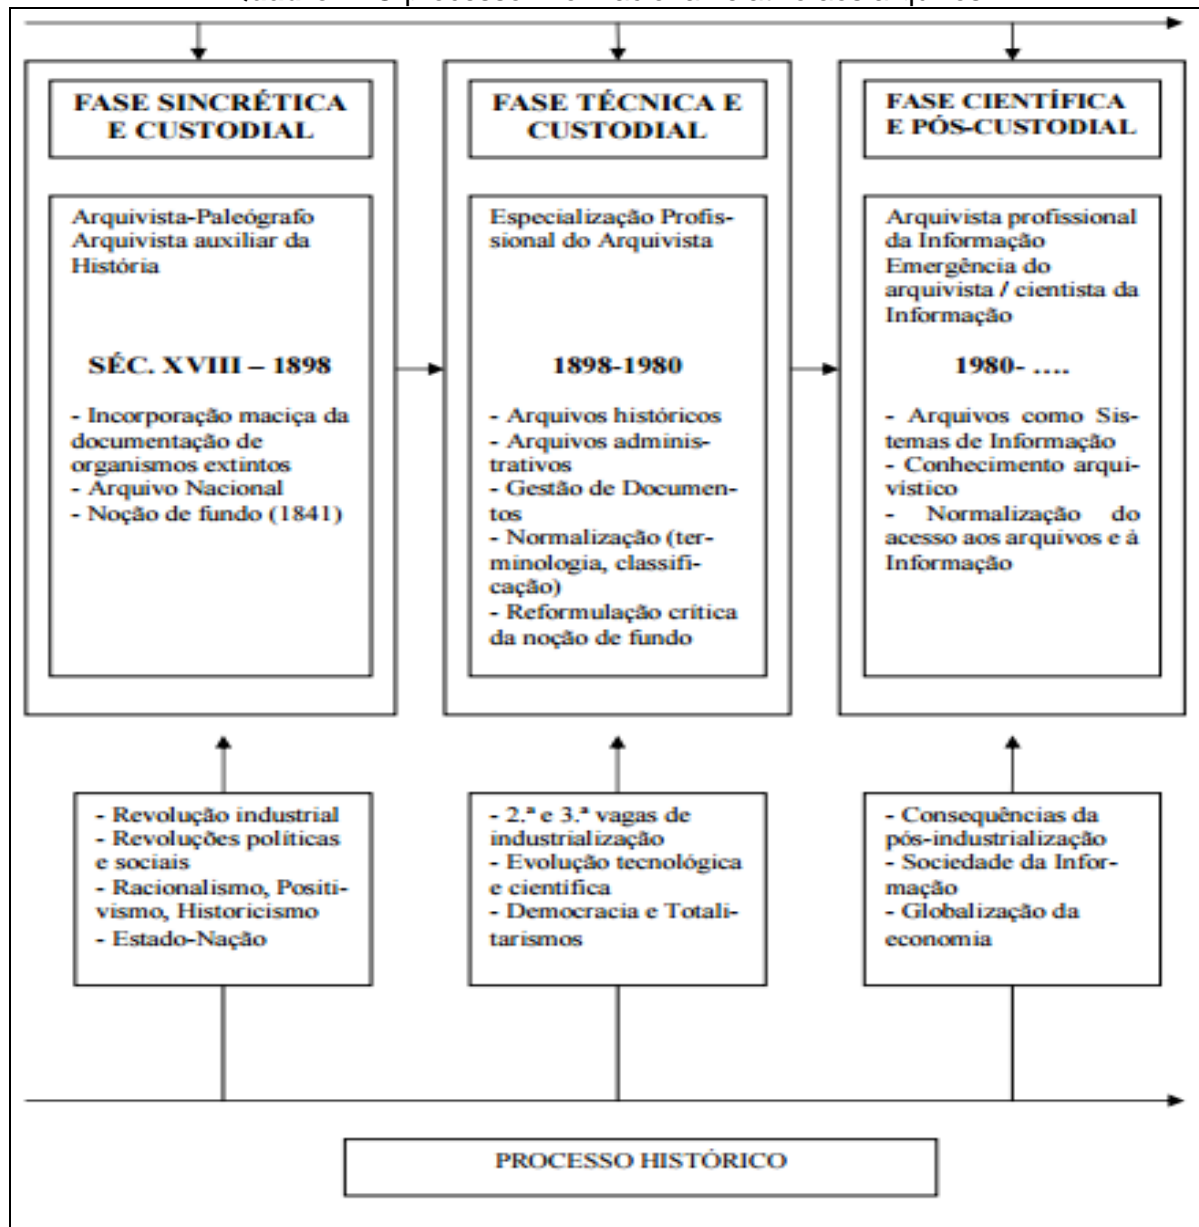 FASE SINCRÉTICA
E CUSTODIAL
Arquivista-Paleógrafo
Arquivista auxiliar da
História
SÉC. XVIII – 1898
- Incorporação maciça da
documentação de
organismos extintos
- Arquivo Nacional
- Noção de fundo (1841)
FASE TÉCNICA E
CUSTODIAL
Especialização Profis-
sional do Arquivista
1898-1980
- Arquivos históricos
- Arquivos adminis-
trativos
- Gestão de Documen-
tos
- Normalização (ter-
minologia, classifi-
cação)
- Reformulação crítica
da noção de fundo
FASE CIENTÍFICA
E PÓS-CUSTODIAL
Arquivista profissional
da Informação
Emergência do
arquivista / cientista da
Informação
1980- ….
- Arquivos como Sis-
temas de Informação
- Conhecimento arqui-
vístico
- Normalização do
acesso aos arquivos e à
Informação
- Revolução industrial
- Revoluções políticas
e sociais
- Racionalismo, Positi-
vismo, Historicismo
- Estado-Nação
- 2.ª e 3.ª vagas de
industrialização
- Evolução tecnológica
e científica
- Democracia e Totali-
tarismos
- Consequências da
pós-industrialização
- Sociedade da Infor-
mação
- Globalização da
economia
PROCESSO HISTÓRICO